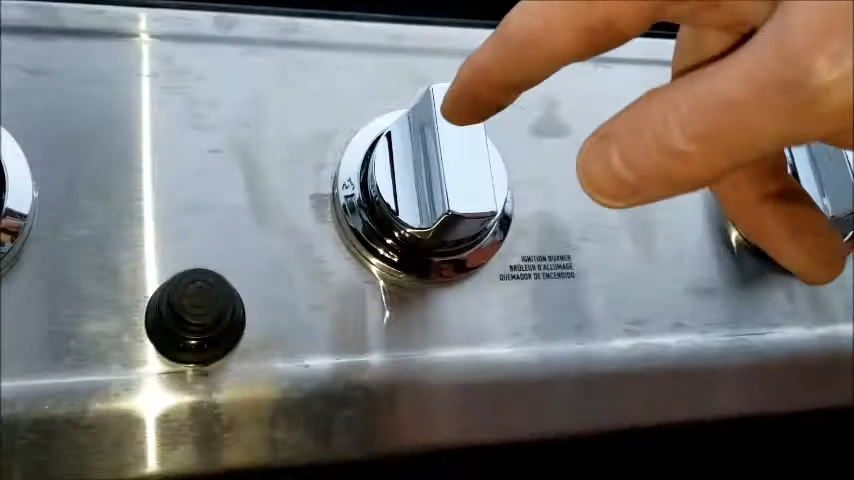 IGNITION BURNER
BRÛLEUR D'ALLUMAGE
QUEMADOR DE ENCENDIDO